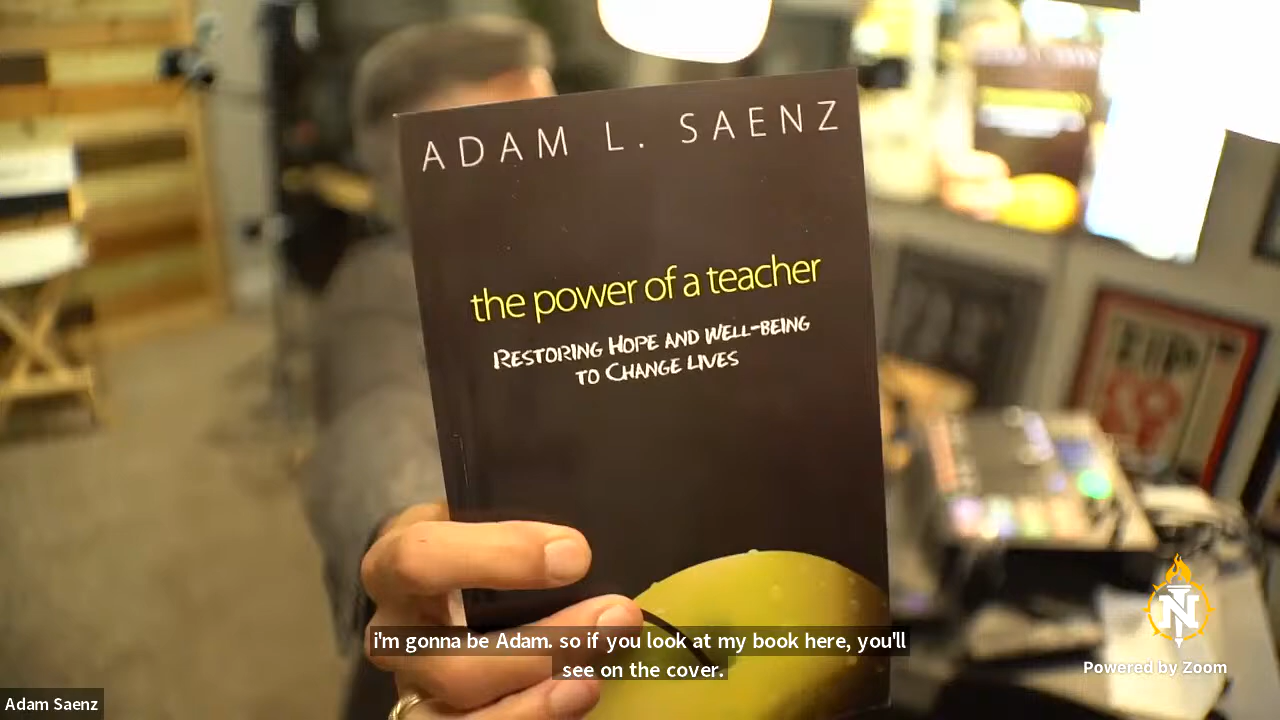 ADAM L. SAENZ
the power of a teacher
RESTORING HOPE AND WELL-BEING
TO CHANGE LIVES
i'm gonna be Adam. so if you look at my book here, you'll
see on the cover.
N
Powered by Zoom
Adam Saenz